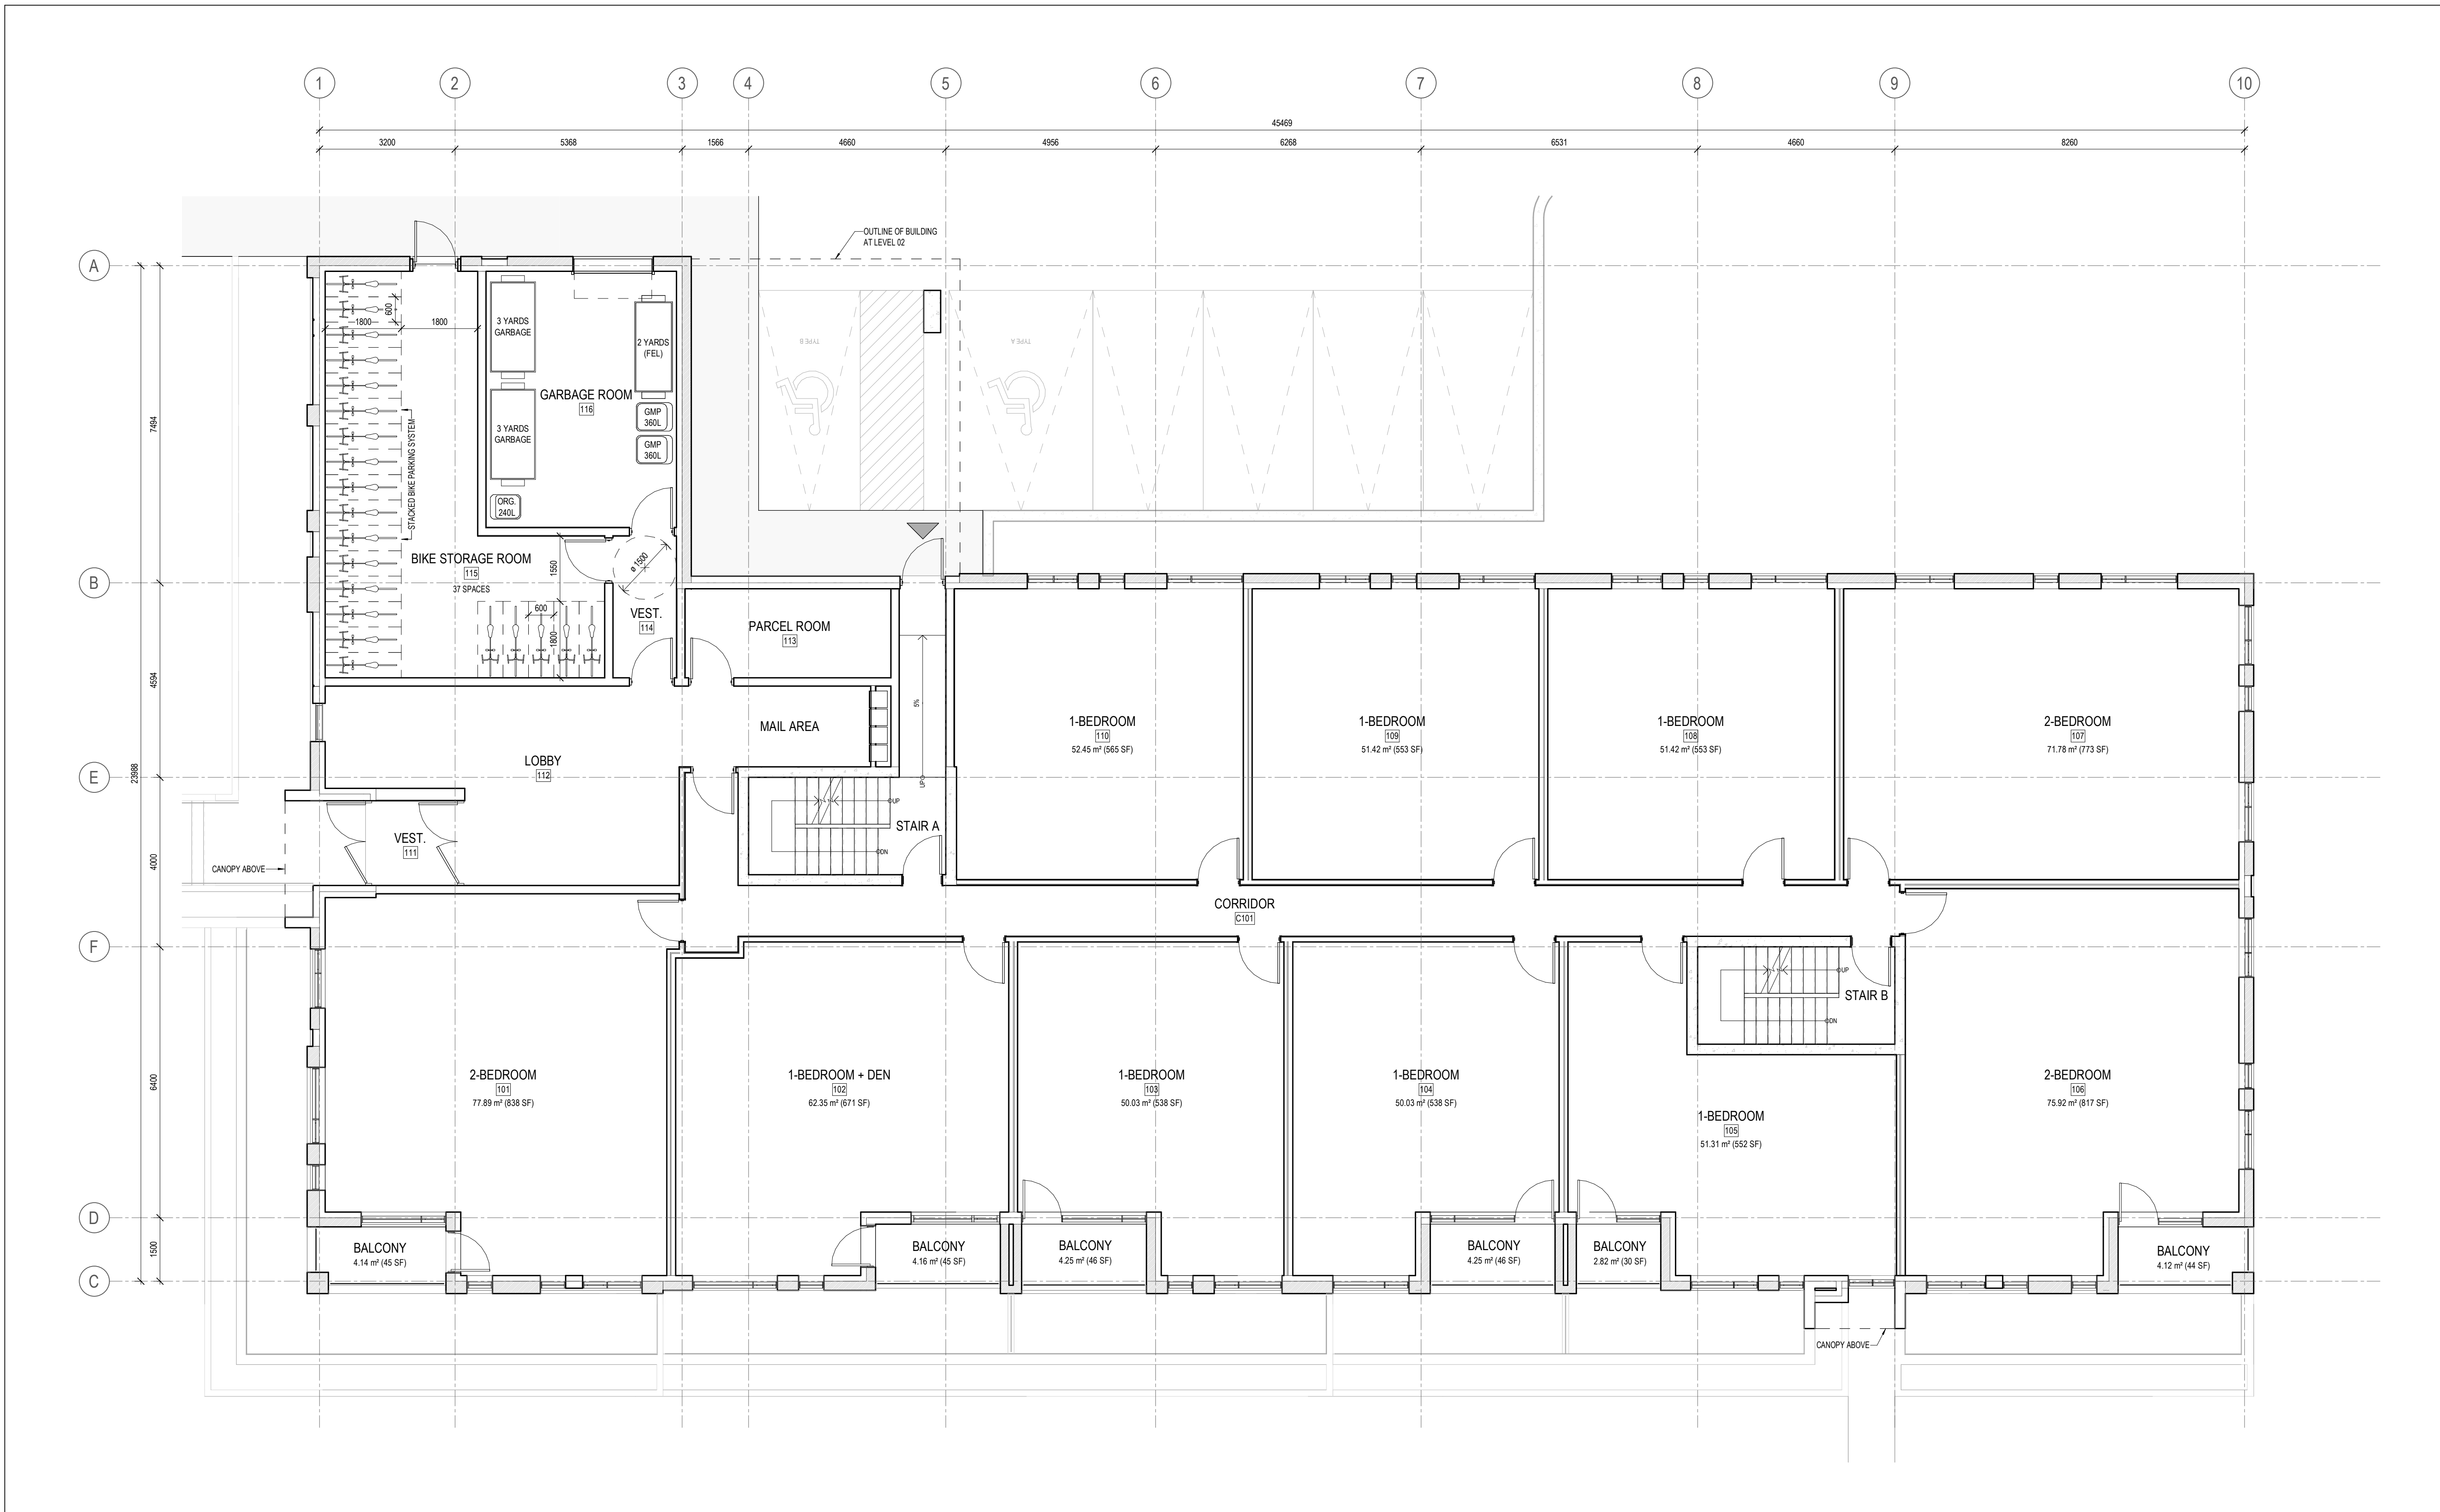 1
2
3
4
5
6
7
8
9
10
45469
3200
5368
1566
4660
4956
6268
6531
4660
8260
A
B
E
F
D
C
23988
7494
4594
4000
6400
1500
OUTLINE OF BUILDING
AT LEVEL 02
TYPE B
TYPE A
600
1800
1800
STACKED BIKE PARKING SYSTEM
3 YARDS
GARBAGE
2 YARDS
(FEL)
GARBAGE ROOM
116
3 YARDS
GARBAGE
GMP
360L
GMP
360L
ORG.
240L
BIKE STORAGE ROOM
115
37 SPACES
1550
ø 1500
600
1800
VEST.
114
PARCEL ROOM
113
5%
UP
MAIL AREA
LOBBY
112
VEST.
111
CANOPY ABOVE
UP
STAIR A
DN
1-BEDROOM
110
52.45 m² (565 SF)
1-BEDROOM
109
51.42 m² (553 SF)
1-BEDROOM
108
51.42 m² (553 SF)
2-BEDROOM
107
71.78 m² (773 SF)
CORRIDOR
C101
UP
STAIR B
DN
2-BEDROOM
101
77.89 m² (838 SF)
1-BEDROOM + DEN
102
62.35 m² (671 SF)
1-BEDROOM
103
50.03 m² (538 SF)
1-BEDROOM
104
50.03 m² (538 SF)
1-BEDROOM
105
51.31 m² (552 SF)
2-BEDROOM
106
75.92 m² (817 SF)
BALCONY
4.14 m² (45 SF)
BALCONY
4.16 m² (45 SF)
BALCONY
4.25 m² (46 SF)
BALCONY
4.25 m² (46 SF)
BALCONY
2.82 m² (30 SF)
BALCONY
4.12 m² (44 SF)
CANOPY ABOVE